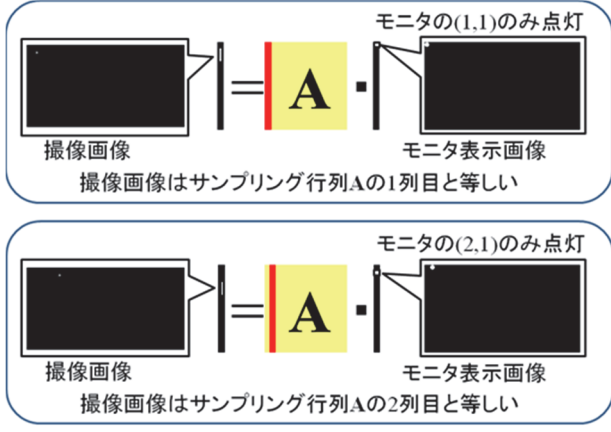 モニタの(1,1)のみ点灯
= A ・
撮像画像
モニタ表示画像
撮像画像はサンプリング行列Aの1列目と等しい
モニタの(2,1)のみ点灯
= A ・
撮像画像
モニタ表示画像
撮像画像はサンプリング行列Aの2列目と等しい